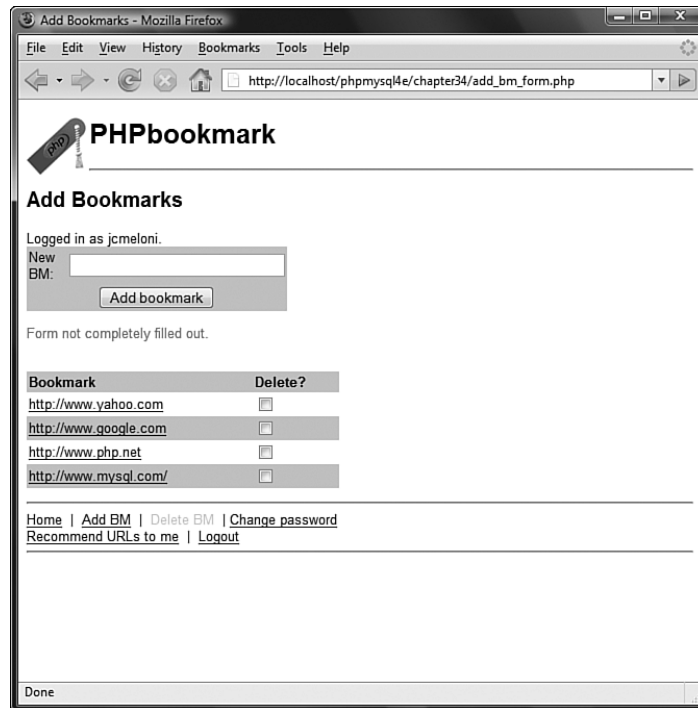 Add Bookmarks - Mozilla Firefox
File Edit View History Bookmarks Tools Help
http://localhost/phpmysql4e/chapter34/add_bm_form.php
php
PHPbookmark
Add Bookmarks
Logged in as jcmeloni.
New
BM:
Add bookmark
Form not completely filled out.
Bookmark Delete?
http://www.yahoo.com
http://www.google.com
http://www.php.net
http://www.mysql.com/
Home | Add BM | Delete BM | Change password
Recommend URLs to me | Logout
Done